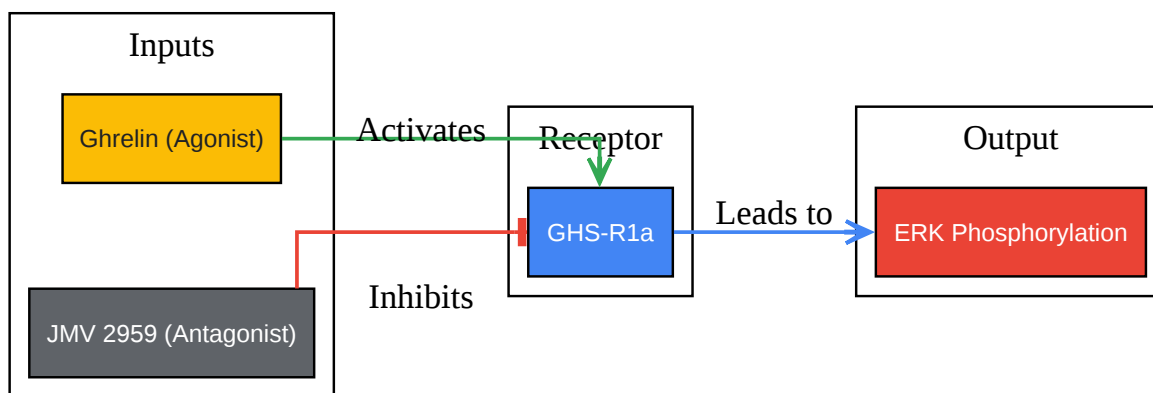 Inputs
Ghrelin (Agonist)
Activates
Receptor
Output
GHS-R1a
Leads to
ERK Phosphorylation
Inhibits
JMV 2959 (Antagonist)